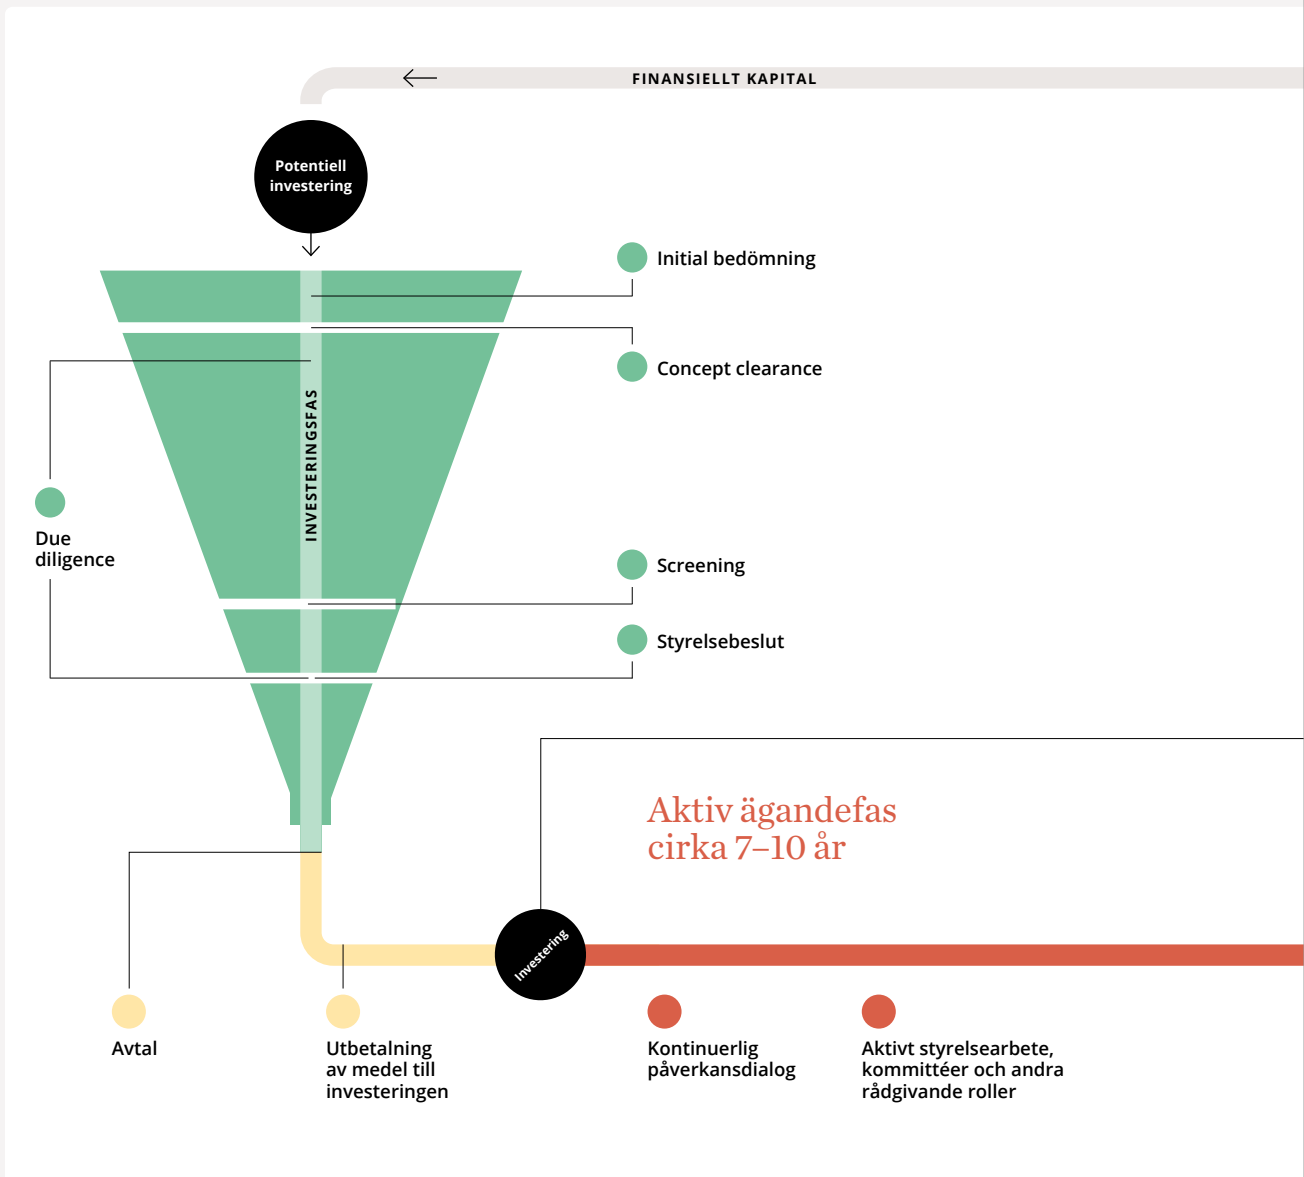 FINANSIELLT KAPITAL
Potentiell
investering
Initial bedömning
Concept clearance
INVESTERINGSFAS
Due
diligence
Screening
Styrelsebeslut
Aktiv ägandefas
cirka 7–10 år
Investering
Avtal
Utbetalning
av medel till
investeringen
Kontinuerlig
påverkansdialog
Aktivt styrelsearbete,
kommittéer och andra
rådgivande roller